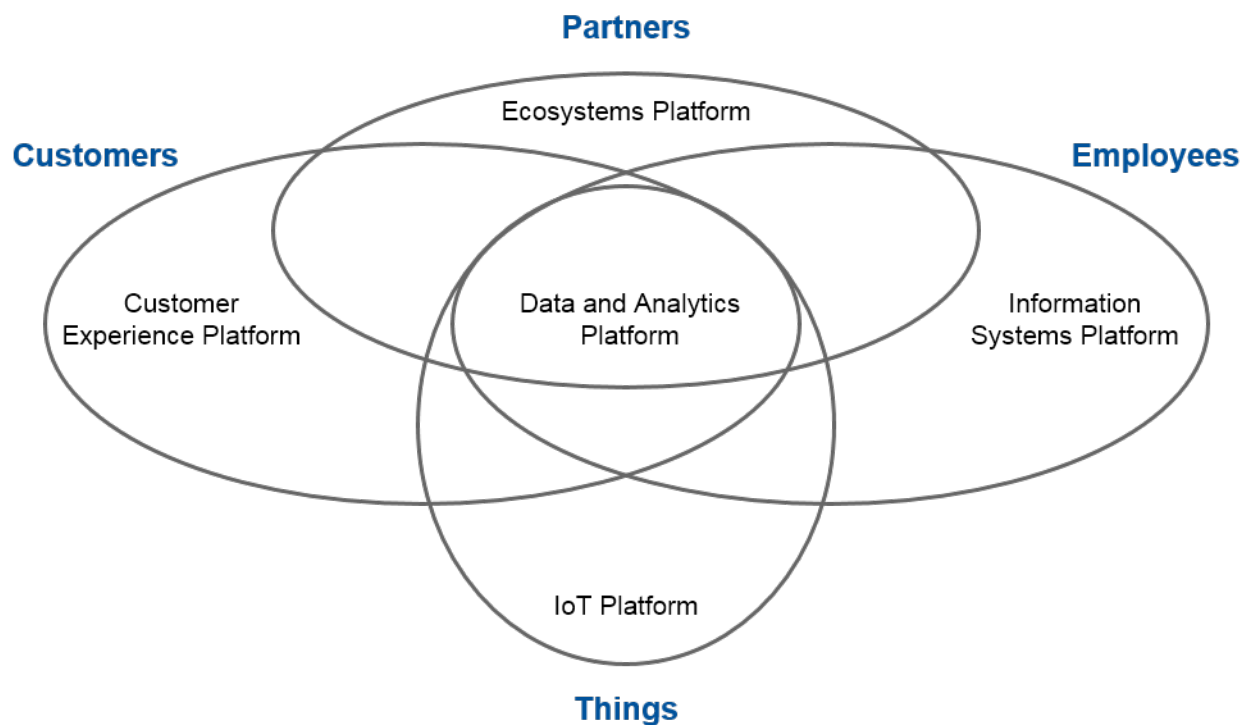 Partners
Ecosystems Platform
Customers
Employees
Customer
Experience Platform
Data and Analytics
Platform
Information
Systems Platform
IoT Platform
Things